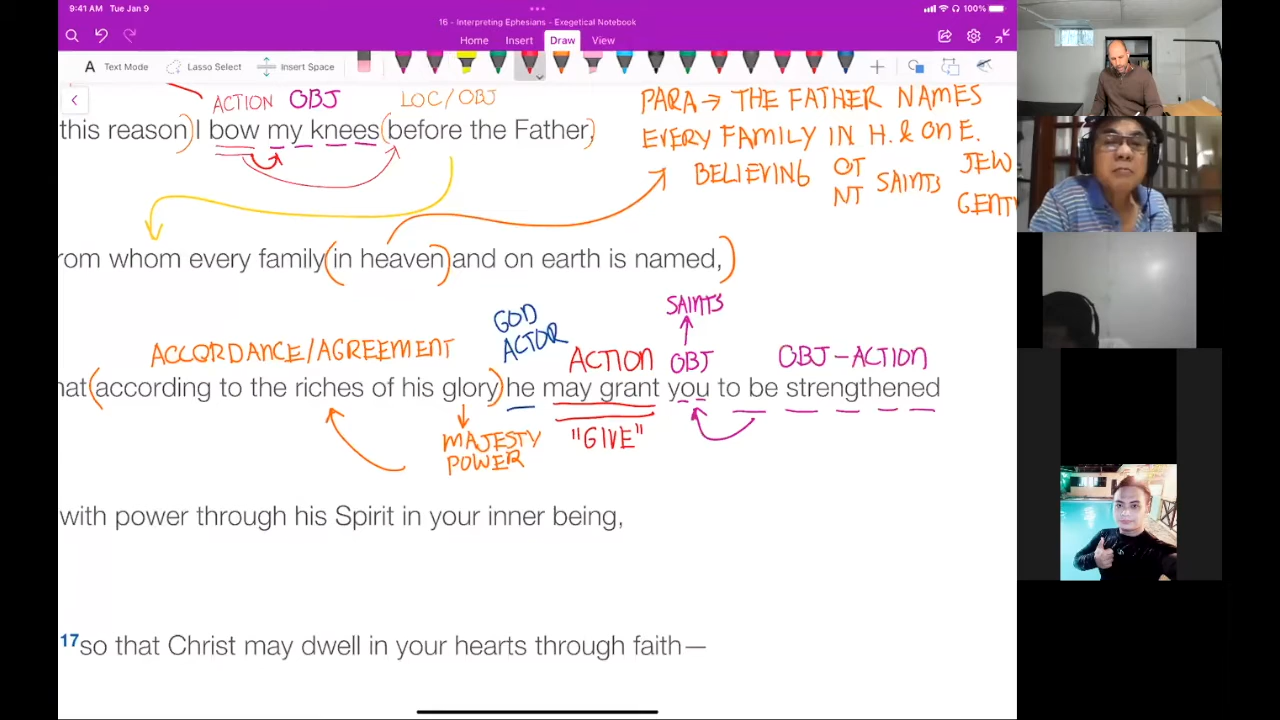 9:41 AM Tue Jan 9
100%
16 - Interpreting Ephesians - Exegetical Notebook
Home Insert Draw View
Text Mode Lasso Select Insert Space
ACTION OBJ LOC/OBJ
this reason) I bow my knees (before the Father,)
PARA → THE FATHER NAMES
EVERY FAMILY IN H. & ON E.
BELIEVING OT SAINTS JEW
NT GENT
rom whom every family (in heaven) and on earth is named,)
SAINTS
GOD
ACTOR
ACCORDANCE/AGREEMENT ACTION OBJ OBJ-ACTION
hat (according to the riches of his glory) he may grant you to be strengthened
MAJESTY
POWER
"GIVE"
with power through his Spirit in your inner being,
17 so that Christ may dwell in your hearts through faith—